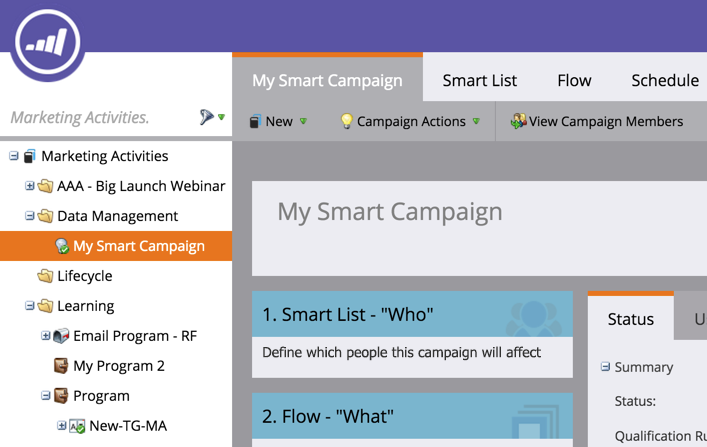 My Smart Campaign
Smart List
Flow
Schedule
Marketing Activities.
New
Campaign Actions
View Campaign Members
Marketing Activities
AAA - Big Launch Webinar
Data Management
My Smart Campaign
Lifecycle
Learning
Email Program - RF
My Program 2
Program
New-TG-MA
My Smart Campaign
1. Smart List - "Who"
Define which people this campaign will affect
2. Flow - "What"
Status
U
Summary
Status:
Qualification Ru